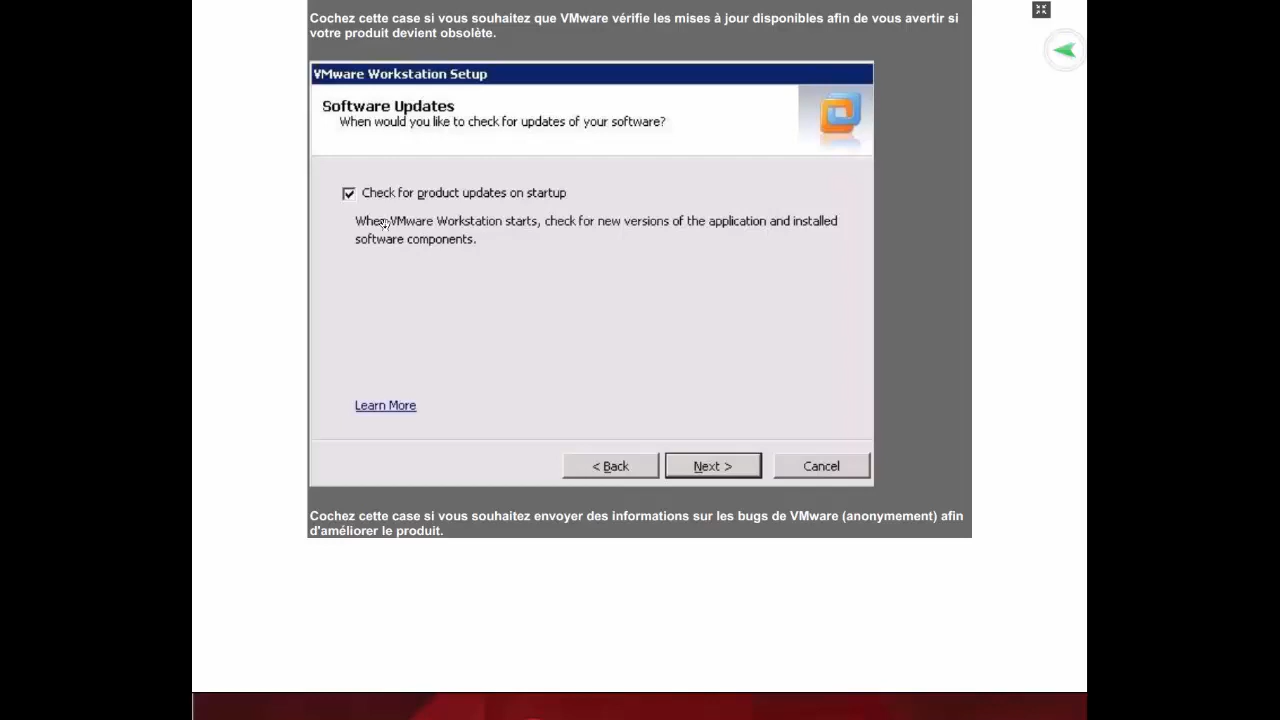 Cochez cette case si vous souhaitez que VMware vérifie les mises à jour disponibles afin de vous avertir si
votre produit devient obsolète.
VMware Workstation Setup
Software Updates
When would you like to check for updates of your software?
Check for product updates on startup
When VMware Workstation starts, check for new versions of the application and installed
software components.
Learn More
< Back
Next >
Cancel
Cochez cette case si vous souhaitez envoyer des informations sur les bugs de VMware (anonymement) afin
d'améliorer le produit.